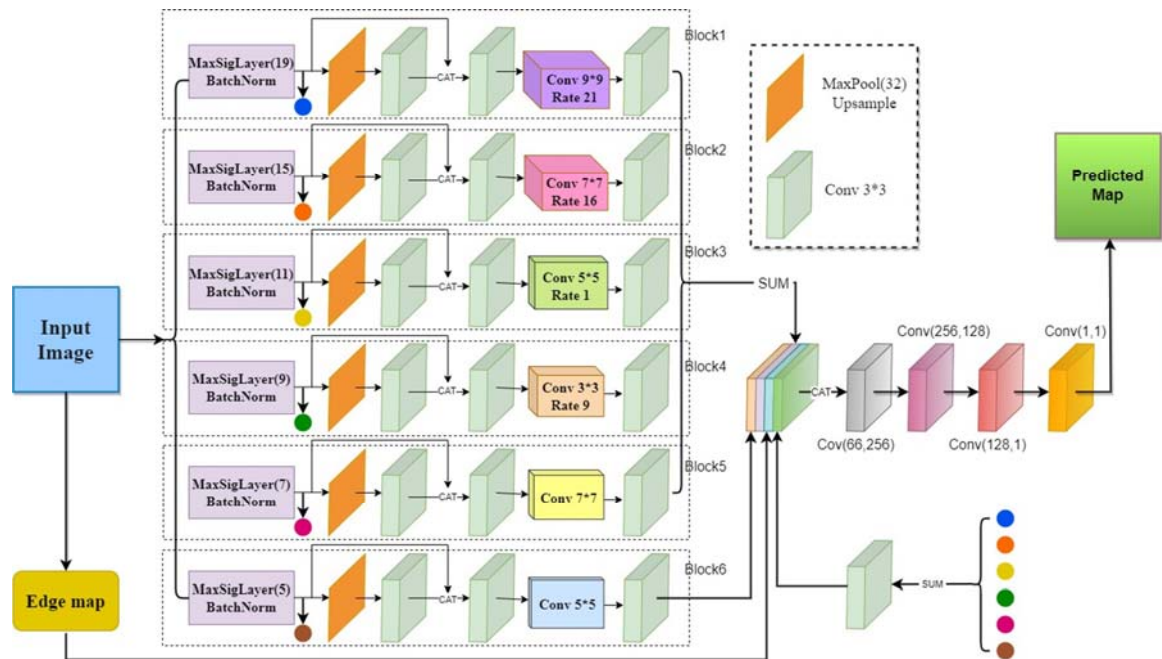 Block1
MaxSigLayer(19)
BatchNorm
CAT
Conv 9*9
Rate 21
Block2
MaxSigLayer(15)
BatchNorm
CAT
Conv 7*7
Rate 16
Block3
MaxSigLayer(11)
BatchNorm
CAT
Conv 5*5
Rate 1
Block4
MaxSigLayer(9)
BatchNorm
CAT
Conv 3*3
Rate 9
Block5
MaxSigLayer(7)
BatchNorm
CAT
Conv 7*7
Block6
MaxSigLayer(5)
BatchNorm
CAT
Conv 5*5
Input
Image
Edge map
MaxPool(32)
Upsample
Conv 3*3
Predicted
Map
SUM
CAT
Cov(66,256)
Conv(256,128)
Conv(128,1)
Conv(1,1)
SUM